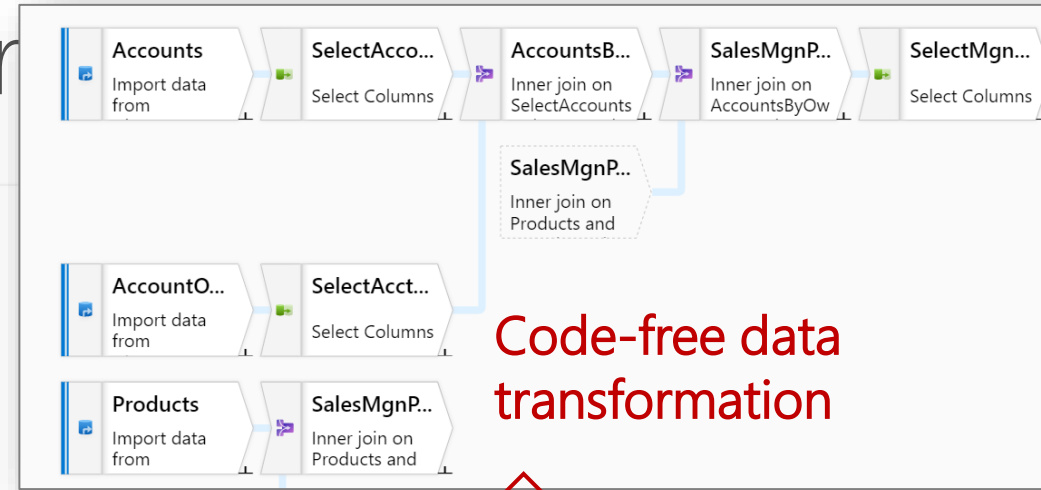 Accounts
Import data
from
SelectAcco...
Select Columns
AccountsB...
Inner join on
SelectAccounts
SalesMgnP...
Inner join on
AccountsByOw
SelectMgn...
Select Columns
SalesMgnP...
Inner join on
Products and
AccountO...
Import data
from
SelectAcct...
Select Columns
Code-free data
transformation
Products
Import data
from
SalesMgnP...
Inner join on
Products and